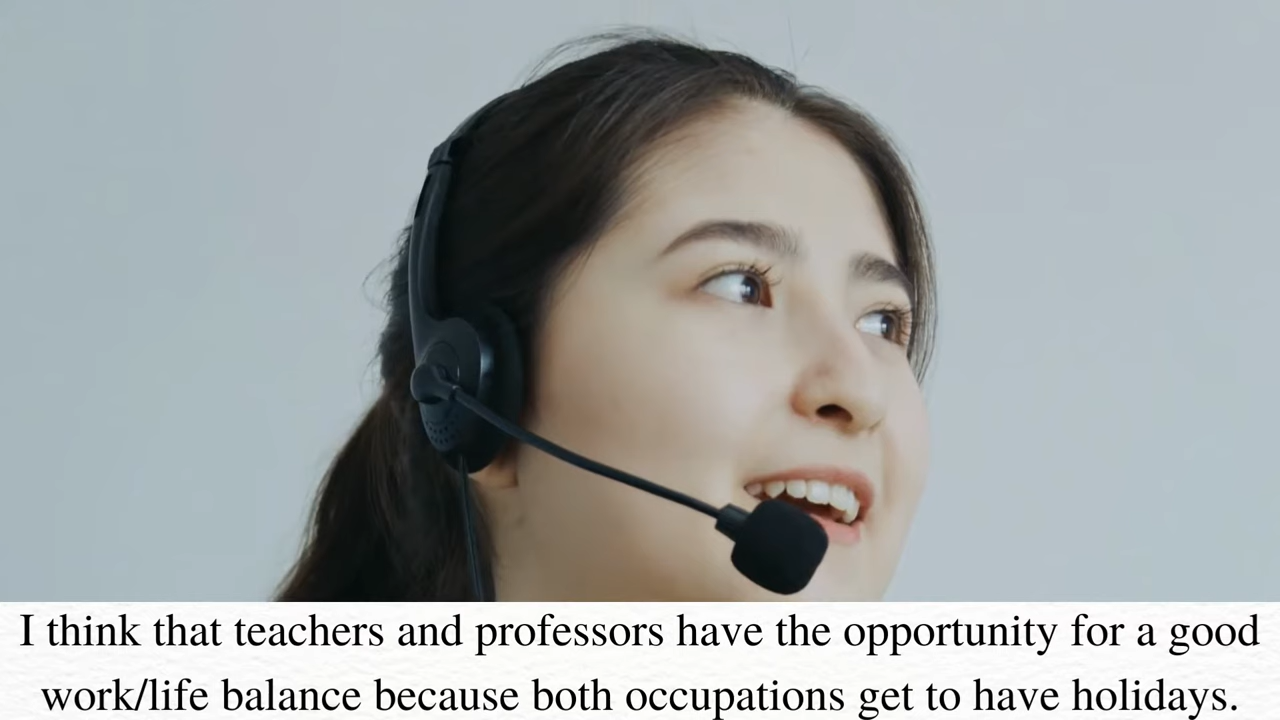 I think that teachers and professors have the opportunity for a good
work/life balance because both occupations get to have holidays.